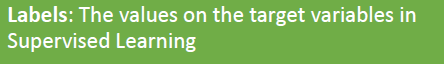 Labels: The values on the target variables in
Supervised Learning